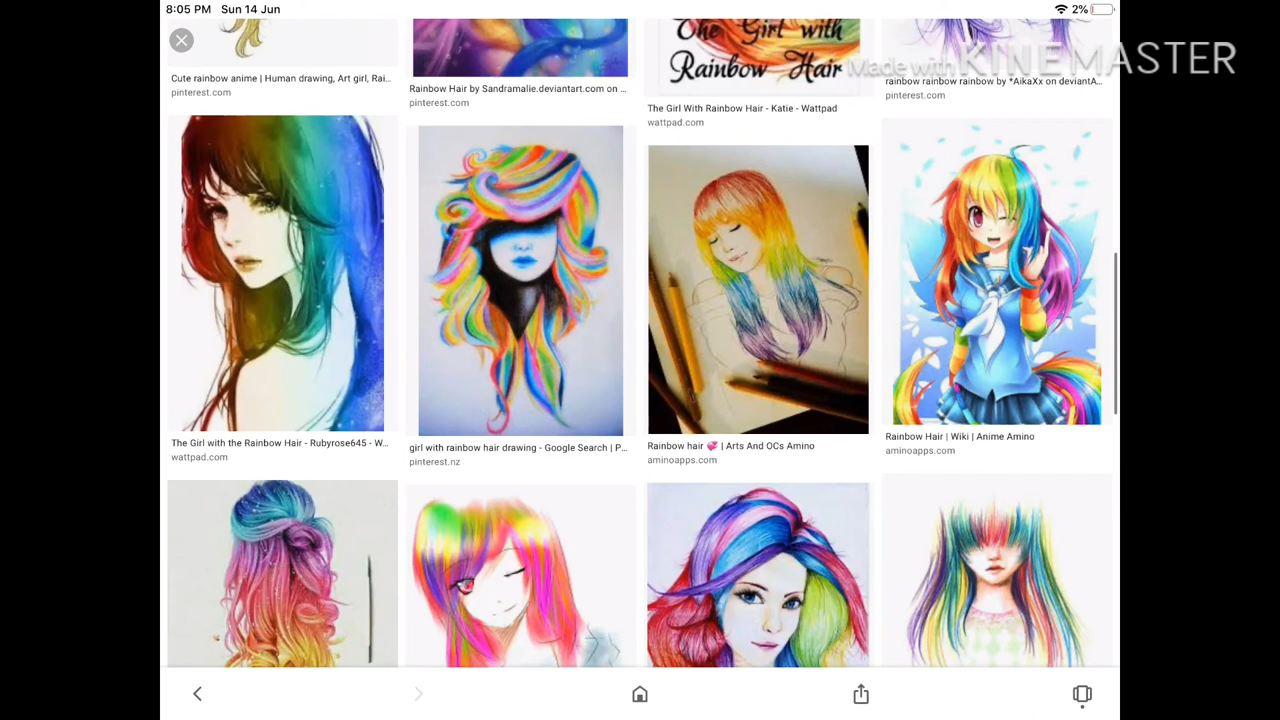 8:05 PM Sun 14 Jun
2%
The Girl with
Rainbow Hair
Made with KINEMASTER
Cute rainbow anime | Human drawing, Art girl, Rai...
pinterest.com
Rainbow Hair by Sandramalie.deviantart.com on ...
pinterest.com
The Girl With Rainbow Hair - Katie - Wattpad
wattpad.com
rainbow rainbow rainbow by *AikaXx on deviantA...
pinterest.com
The Girl with the Rainbow Hair - Rubyrose645 - W...
wattpad.com
girl with rainbow hair drawing - Google Search | P...
pinterest.nz
Rainbow hair 💞 | Arts And OCs Amino
aminoapps.com
Rainbow Hair | Wiki | Anime Amino
aminoapps.com